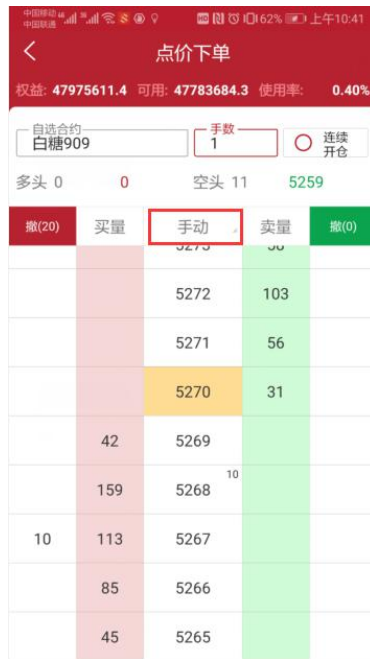 中国移动 46 中国联通 HD 62% 上午10:41
点价下单
权益: 47975611.4 可用: 47783684.3 使用率: 0.40%
自选合约 手数 连续
白糖909 1 开仓
多头 0 0 空头 11 5259
撤(20) 买量 手动 卖量 撤(0)
5272 103
5271 56
5270 31
42 5269
159 5268 10
10 113 5267
85 5266
45 5265